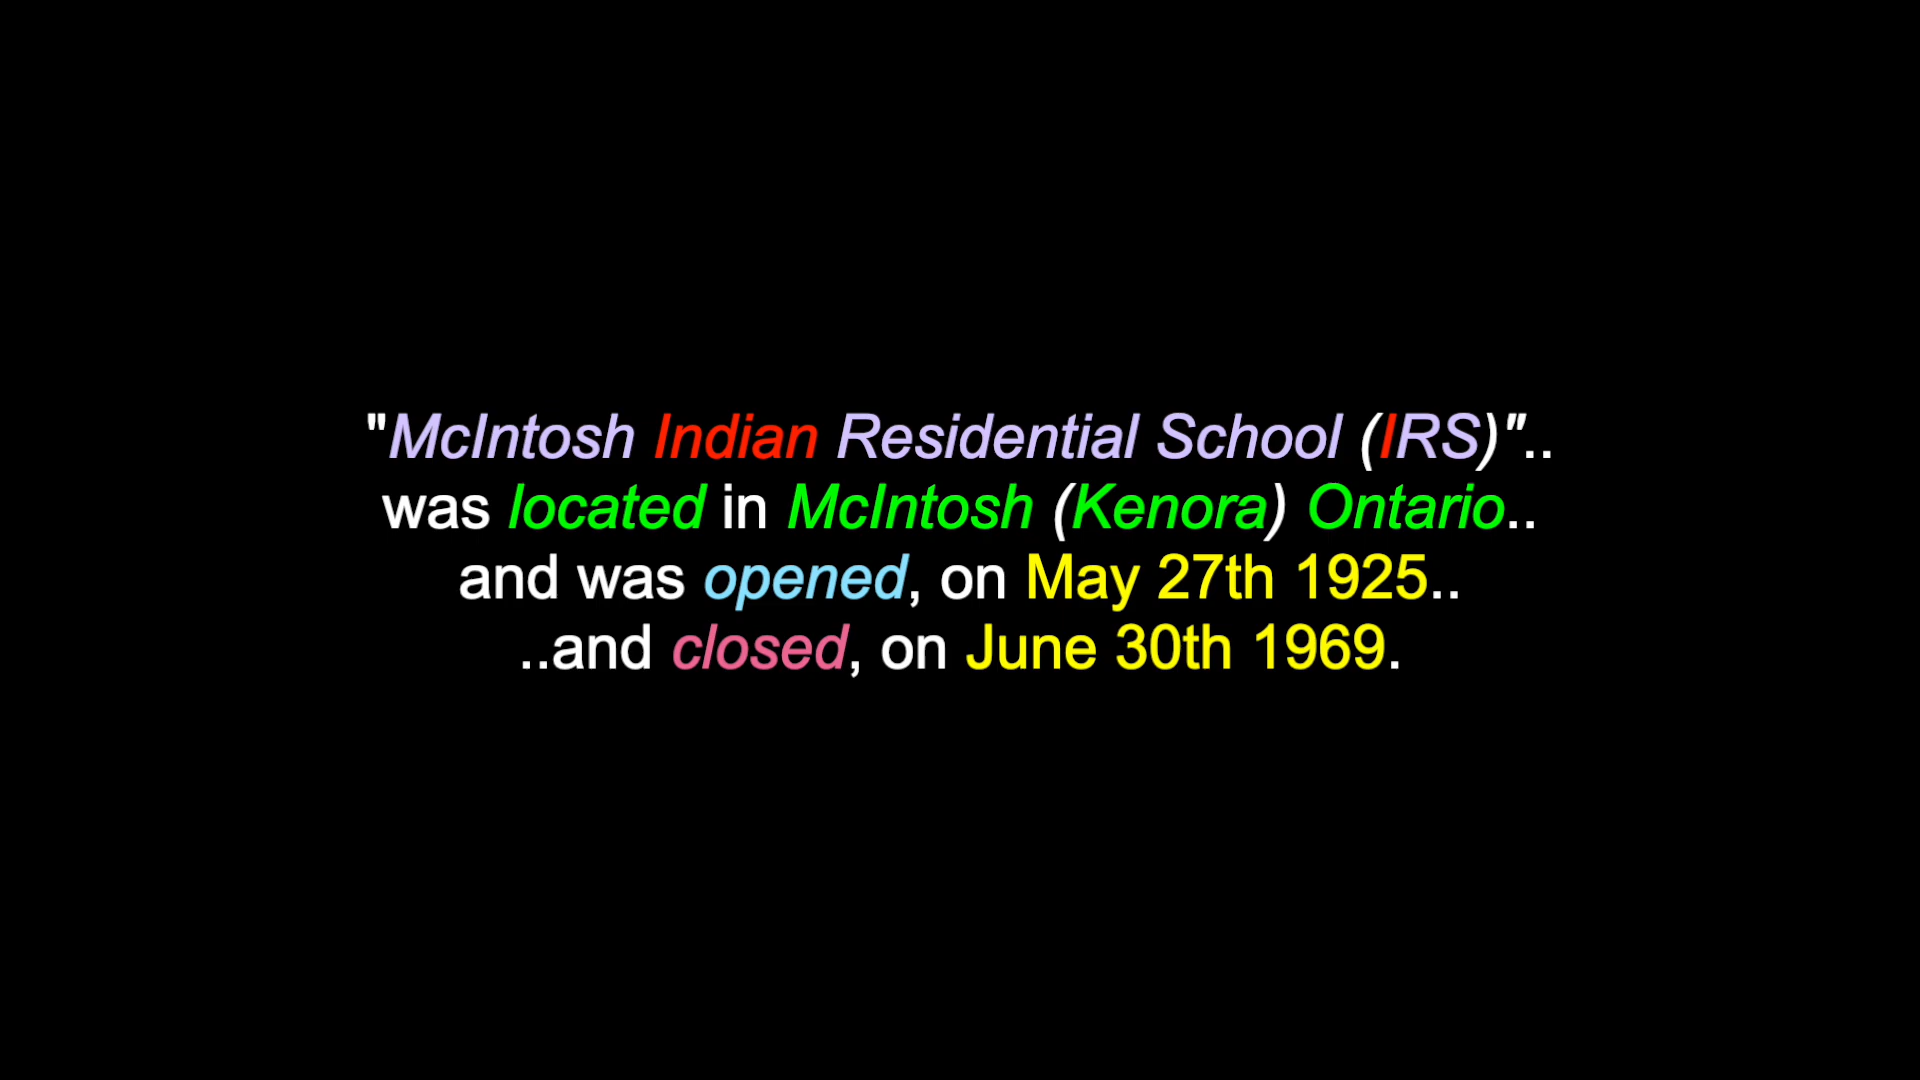 "McIntosh Indian Residential School (IRS)"..
was located in McIntosh (Kenora) Ontario..
and was opened, on May 27th 1925..
..and closed, on June 30th 1969.